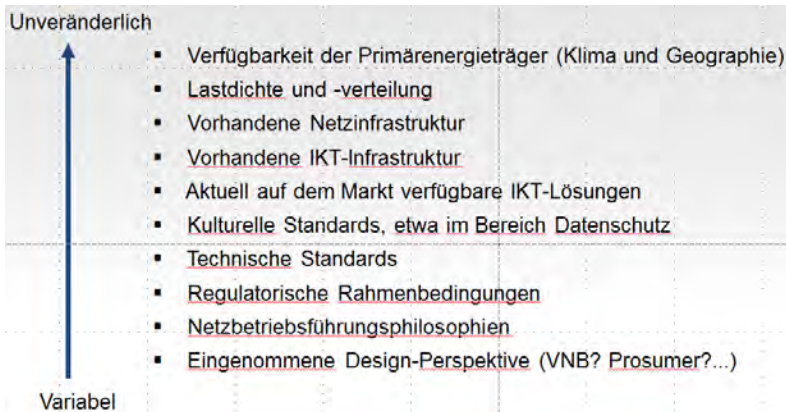 Unveränderlich
▪ Verfügbarkeit der Primärenergieträger (Klima und Geographie)
▪ Lastdichte und -verteilung
▪ Vorhandene Netzinfrastruktur
▪ Vorhandene IKT-Infrastruktur
▪ Aktuell auf dem Markt verfügbare IKT-Lösungen
▪ Kulturelle Standards, etwa im Bereich Datenschutz
▪ Technische Standards
▪ Regulatorische Rahmenbedingungen
▪ Netzbetriebsführungsphilosophien
▪ Eingenommene Design-Perspektive (VNB? Prosumer?...)
Variabel